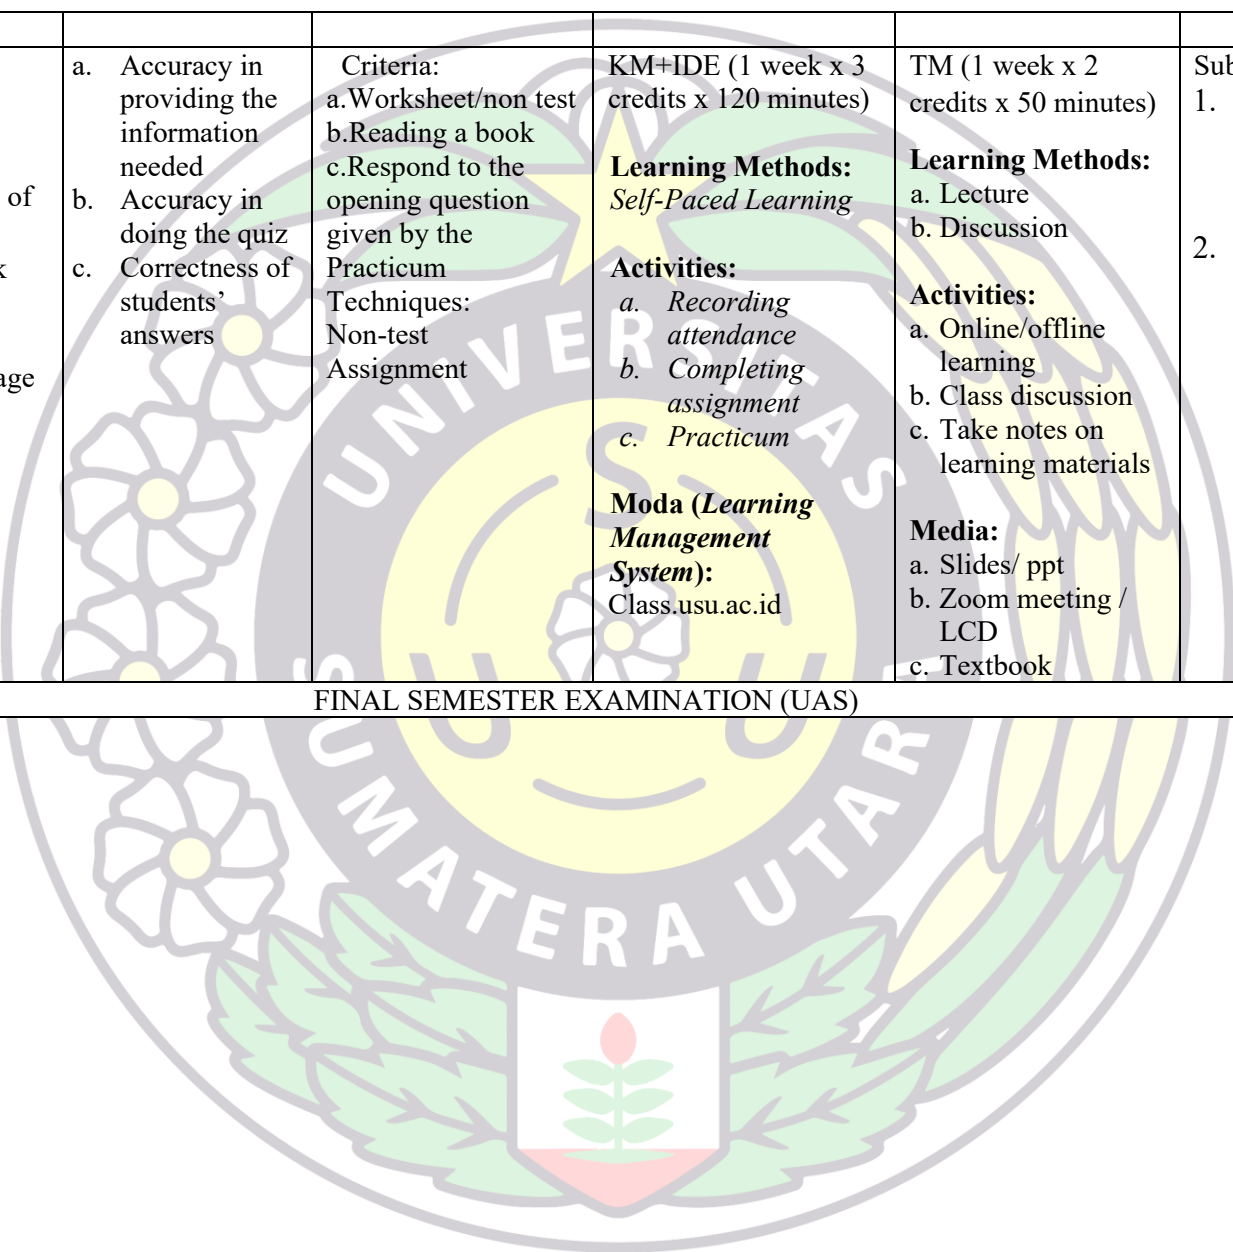 of
k
age
a. Accuracy in
providing the
information
needed
b. Accuracy in
doing the quiz
c. Correctness of
students’
answers
Criteria:
a.Worksheet/non test
b.Reading a book
c.Respond to the
opening question
given by the
Practicum
Techniques:
Non-test
Assignment
KM+IDE (1 week x 3
credits x 120 minutes)
Learning Methods:
Self-Paced Learning
Activities:
a. Recording
attendance
b. Completing
assignment
c. Practicum
Moda (Learning
Management
System):
Class.usu.ac.id
TM (1 week x 2
credits x 50 minutes)
Learning Methods:
a. Lecture
b. Discussion
Activities:
a. Online/offline
learning
b. Class discussion
c. Take notes on
learning materials
Media:
a. Slides/ ppt
b. Zoom meeting /
LCD
c. Textbook
Sub
1.
2.
FINAL SEMESTER EXAMINATION (UAS)
UNIVERSITAS
SUMATERA UTARA
S
U U